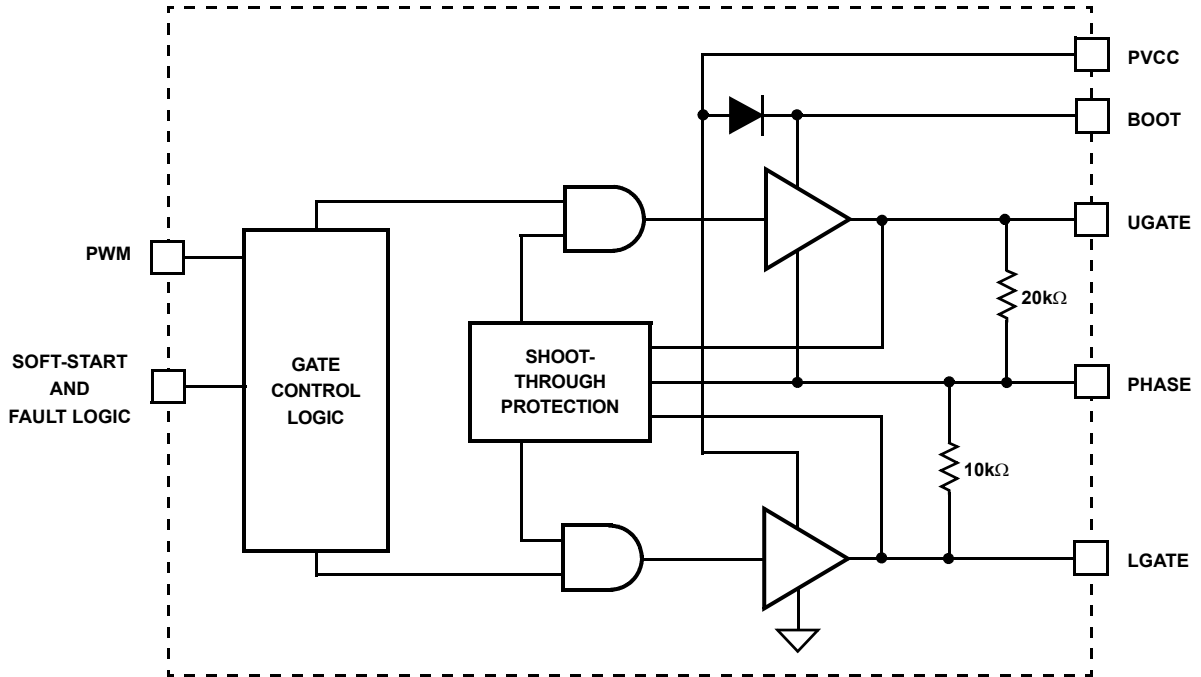 PVCC
BOOT
UGATE
PWM
20kΩ
SOFT-START
AND
FAULT LOGIC
GATE
CONTROL
LOGIC
SHOOT-
THROUGH
PROTECTION
PHASE
10kΩ
LGATE